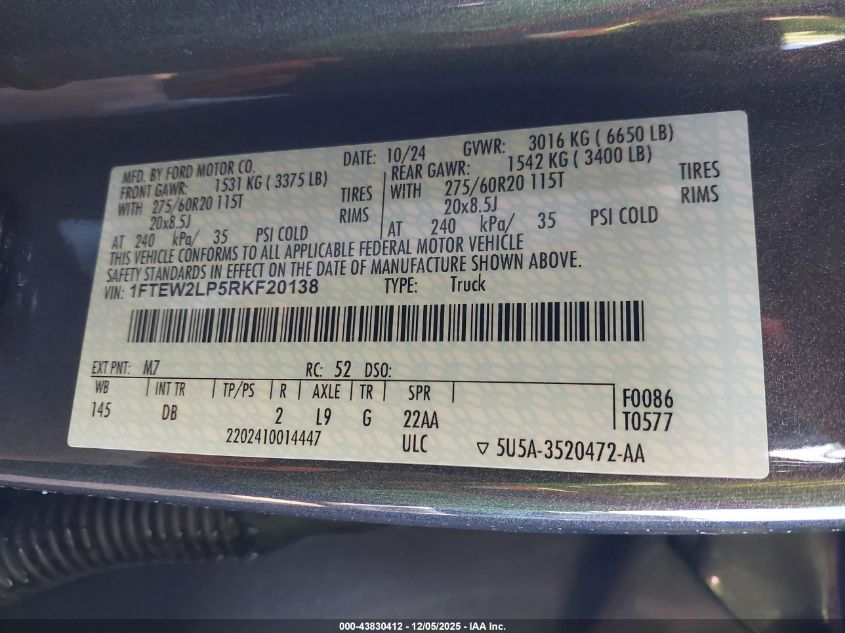 MFD. BY FORD MOTOR CO. DATE: 10/24 GVWR: 3016 KG ( 6650 LB)
FRONT GAWR: 1531 KG ( 3375 LB) REAR GAWR: 1542 KG ( 3400 LB)
WITH 275/60R20 115T TIRES WITH 275/60R20 115T TIRES
20x8.5J RIMS 20x8.5J RIMS
AT 240 kPa/ 35 PSI COLD AT 240 kPa/ 35 PSI COLD
THIS VEHICLE CONFORMS TO ALL APPLICABLE FEDERAL MOTOR VEHICLE
SAFETY STANDARDS IN EFFECT ON THE DATE OF MANUFACTURE SHOWN ABOVE.
VIN: 1FTEW2LP5RKF20138 TYPE: Truck
EXT PNT: M7 RC: 52 DSO:
WB INT TR TP/PS R AXLE TR SPR F0086
145 DB 2 L9 G 22AA T0577
2202410014447 ULC ▽ 5U5A-3520472-AA
000-43830412 - 12/05/2025 - IAA Inc.